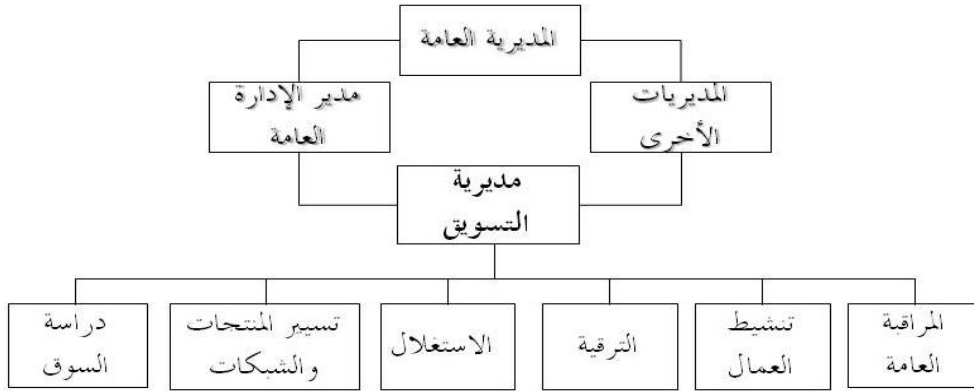 المديرية العامة
المديريات
الأخرى
مدير الإدارة
العامة
مديرية
التسويق
المراقبة
العامة
تنشيط
العمال
الترقية
الاستغلال
تسيير المنتجات
والشبكات
دراسة
السوق